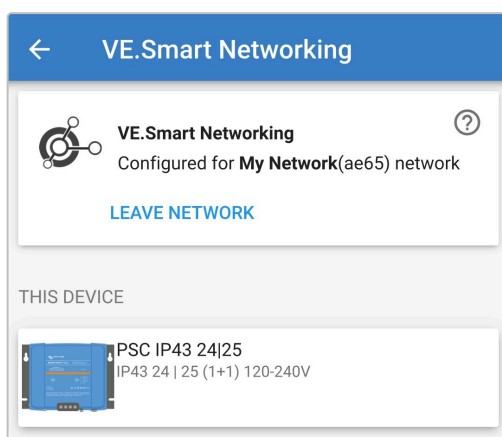 VE.Smart Networking
VE.Smart Networking
Configured for My Network(ae65) network
LEAVE NETWORK
THIS DEVICE
PSC IP43 24|25
IP43 24 | 25 (1+1) 120-240V